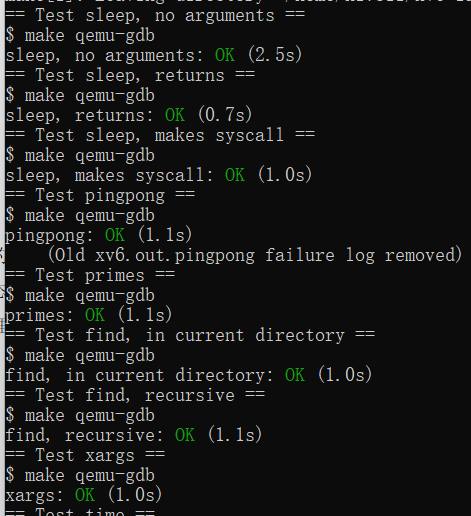 == Test sleep, no arguments ==
$ make qemu-gdb
sleep, no arguments: OK (2.5s)
== Test sleep, returns ==
$ make qemu-gdb
sleep, returns: OK (0.7s)
== Test sleep, makes syscall ==
$ make qemu-gdb
sleep, makes syscall: OK (1.0s)
== Test pingpong ==
$ make qemu-gdb
pingpong: OK (1.1s)
    (Old xv6.out.pingpong failure log removed)
== Test primes ==
$ make qemu-gdb
primes: OK (1.1s)
== Test find, in current directory ==
$ make qemu-gdb
find, in current directory: OK (1.0s)
== Test find, recursive ==
$ make qemu-gdb
find, recursive: OK (1.1s)
== Test xargs ==
$ make qemu-gdb
xargs: OK (1.0s)
== Test time ==